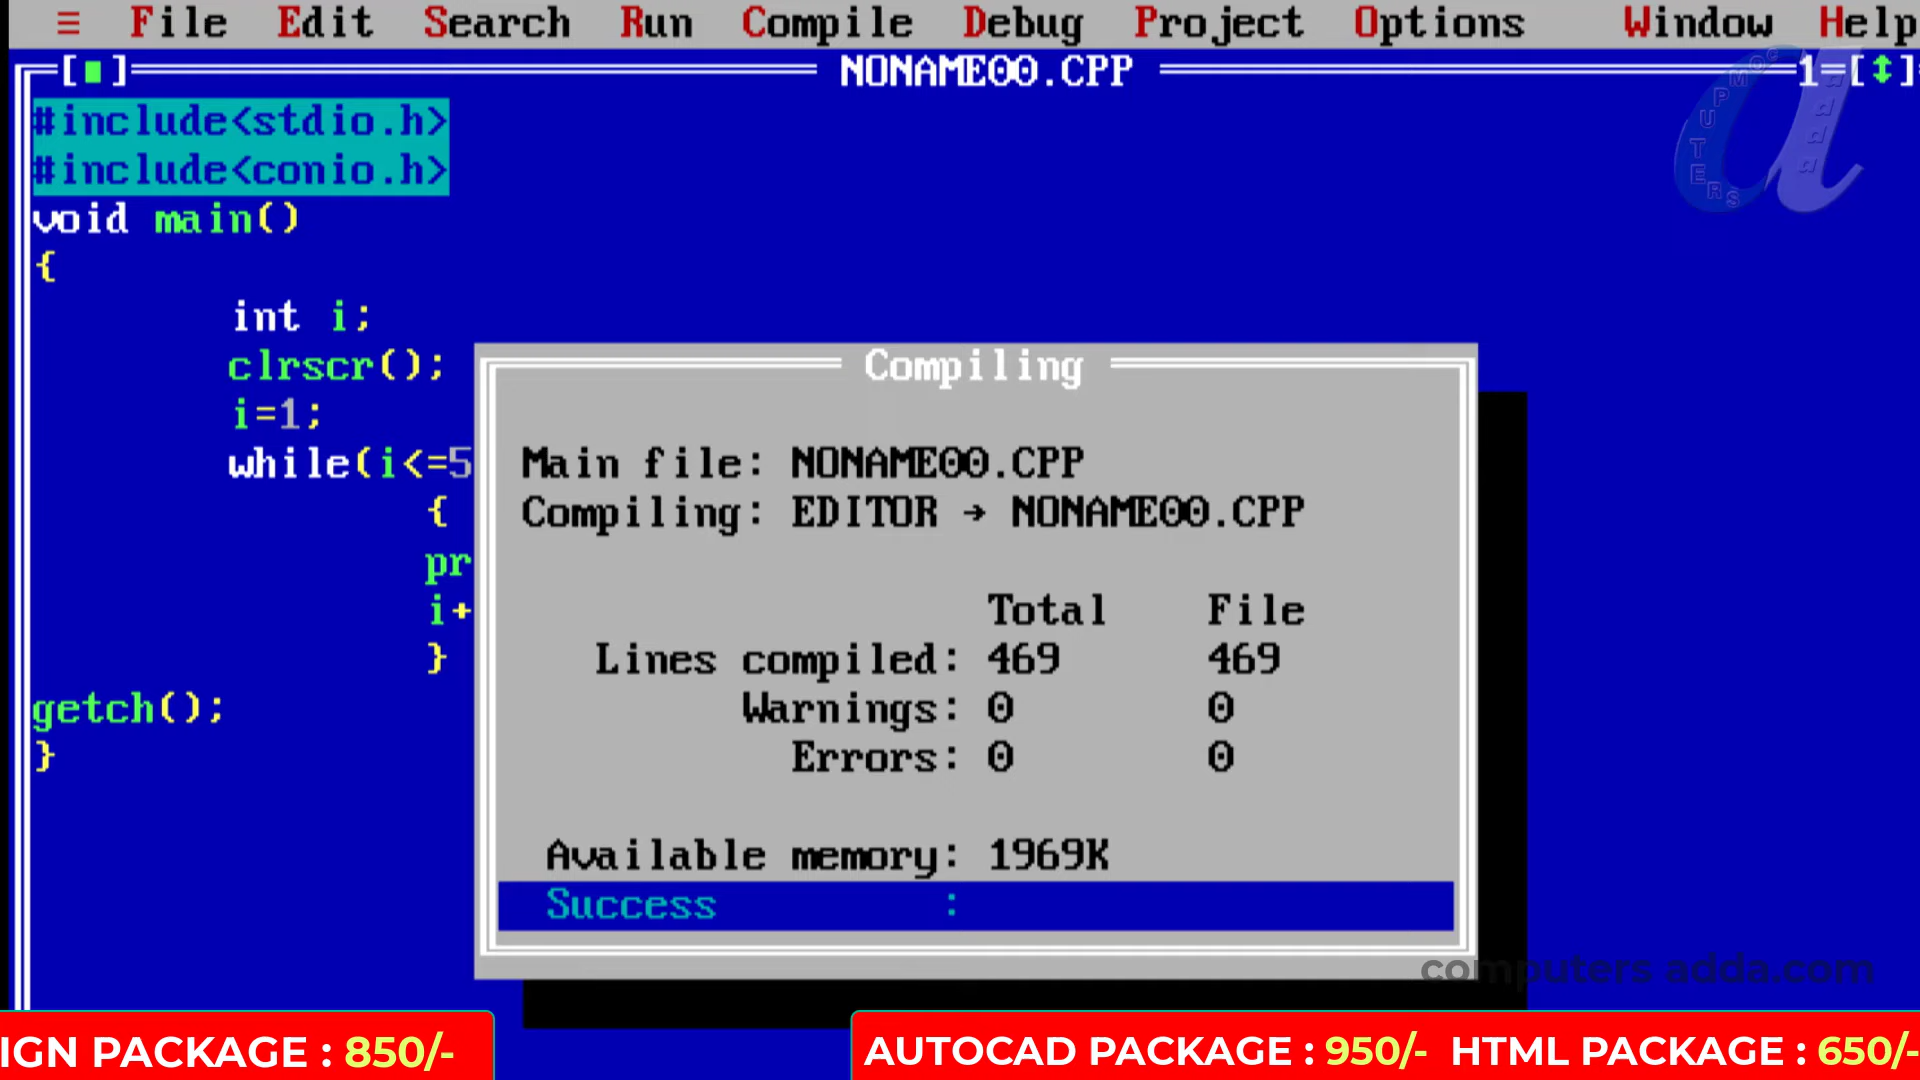 ≡ File Edit Search Run Compile Debug Project Options Window Help
[■] NONAME00.CPP 1=[↕]
#include<stdio.h>
#include<conio.h>
void main()
{
int i;
clrscr();
i=1;
while(i<=5
{
pr
i+
}
getch();
}
Compiling
Main file: NONAME00.CPP
Compiling: EDITOR → NONAME00.CPP
Total File
Lines compiled: 469 469
Warnings: 0 0
Errors: 0 0
Available memory: 1969K
Success :
COMPUTERS
a
adda
computers adda.com
IGN PACKAGE : 850/- AUTOCAD PACKAGE : 950/- HTML PACKAGE : 650/-